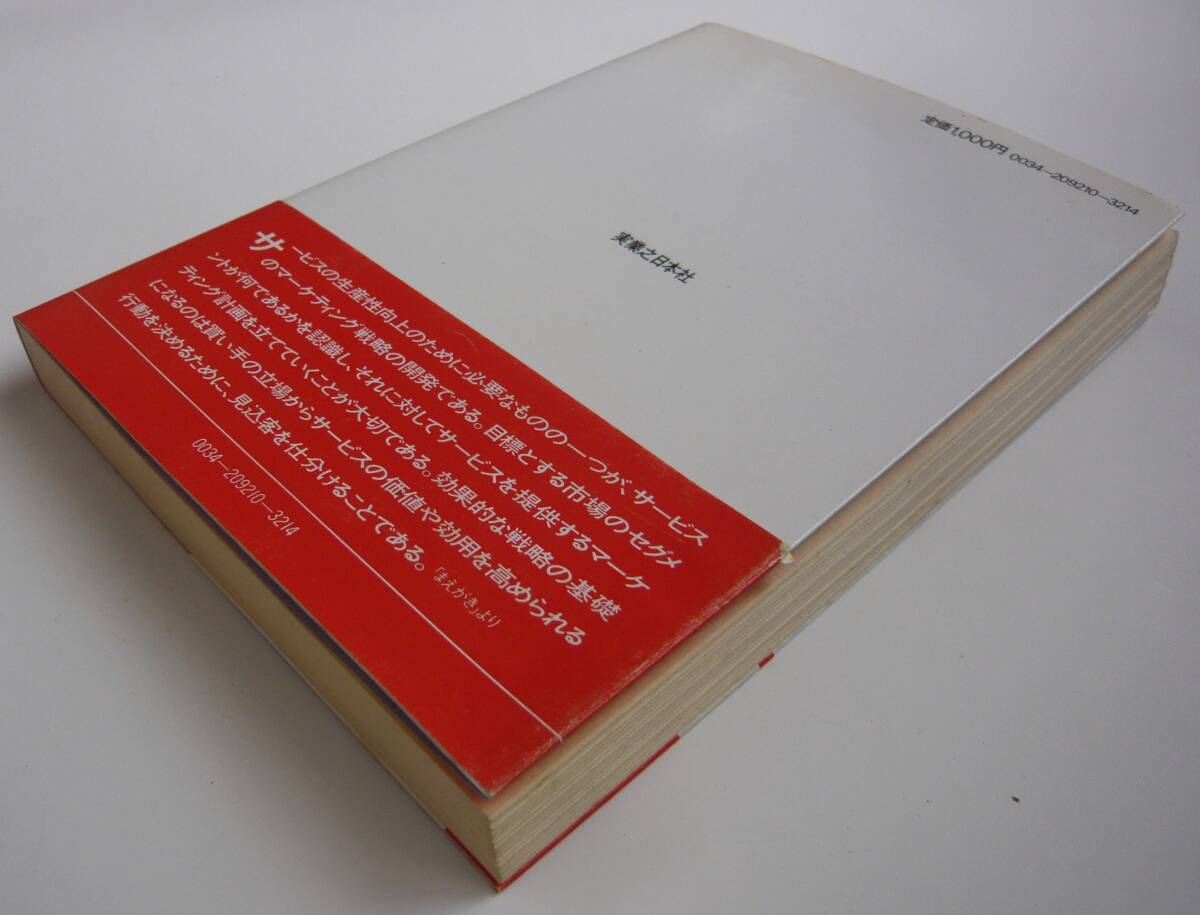 定価1,000円 0034-209210-3214
実業之日本社
サービスの生産性向上のために必要なものの一つが、サービス
のマーケティング戦略の開発である。目標とする市場のセグメ
ントが何であるかを認識し、それに対してサービスを提供するマーケ
ティング計画を立てていくことが大切である。効果的な戦略の基礎
になるのは買い手の立場からサービスの価値や効用を高められる
行動を決めるために、見込客を仕分けることである。「まえがき」より
0034-209210-3214